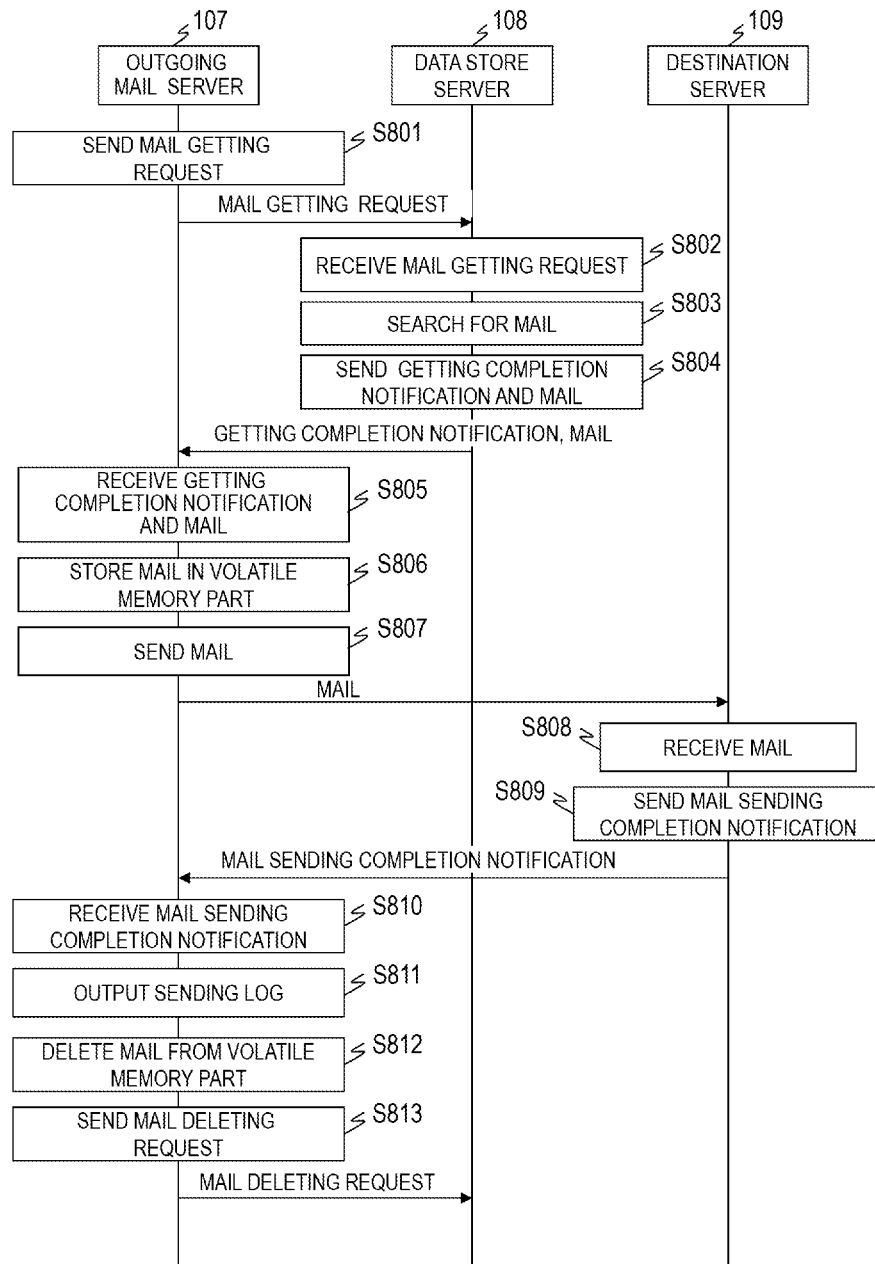 107
108
109
OUTGOING
MAIL SERVER
DATA STORE
SERVER
DESTINATION
SERVER
SEND MAIL GETTING
REQUEST
S801
MAIL GETTING REQUEST
RECEIVE MAIL GETTING REQUEST
S802
SEARCH FOR MAIL
S803
SEND GETTING COMPLETION
NOTIFICATION AND MAIL
S804
GETTING COMPLETION NOTIFICATION, MAIL
RECEIVE GETTING
COMPLETION NOTIFICATION
AND MAIL
S805
STORE MAIL IN VOLATILE
MEMORY PART
S806
SEND MAIL
S807
MAIL
S808
RECEIVE MAIL
S809
SEND MAIL SENDING
COMPLETION NOTIFICATION
MAIL SENDING COMPLETION NOTIFICATION
RECEIVE MAIL SENDING
COMPLETION NOTIFICATION
S810
OUTPUT SENDING LOG
S811
DELETE MAIL FROM VOLATILE
MEMORY PART
S812
SEND MAIL DELETING
REQUEST
S813
MAIL DELETING REQUEST